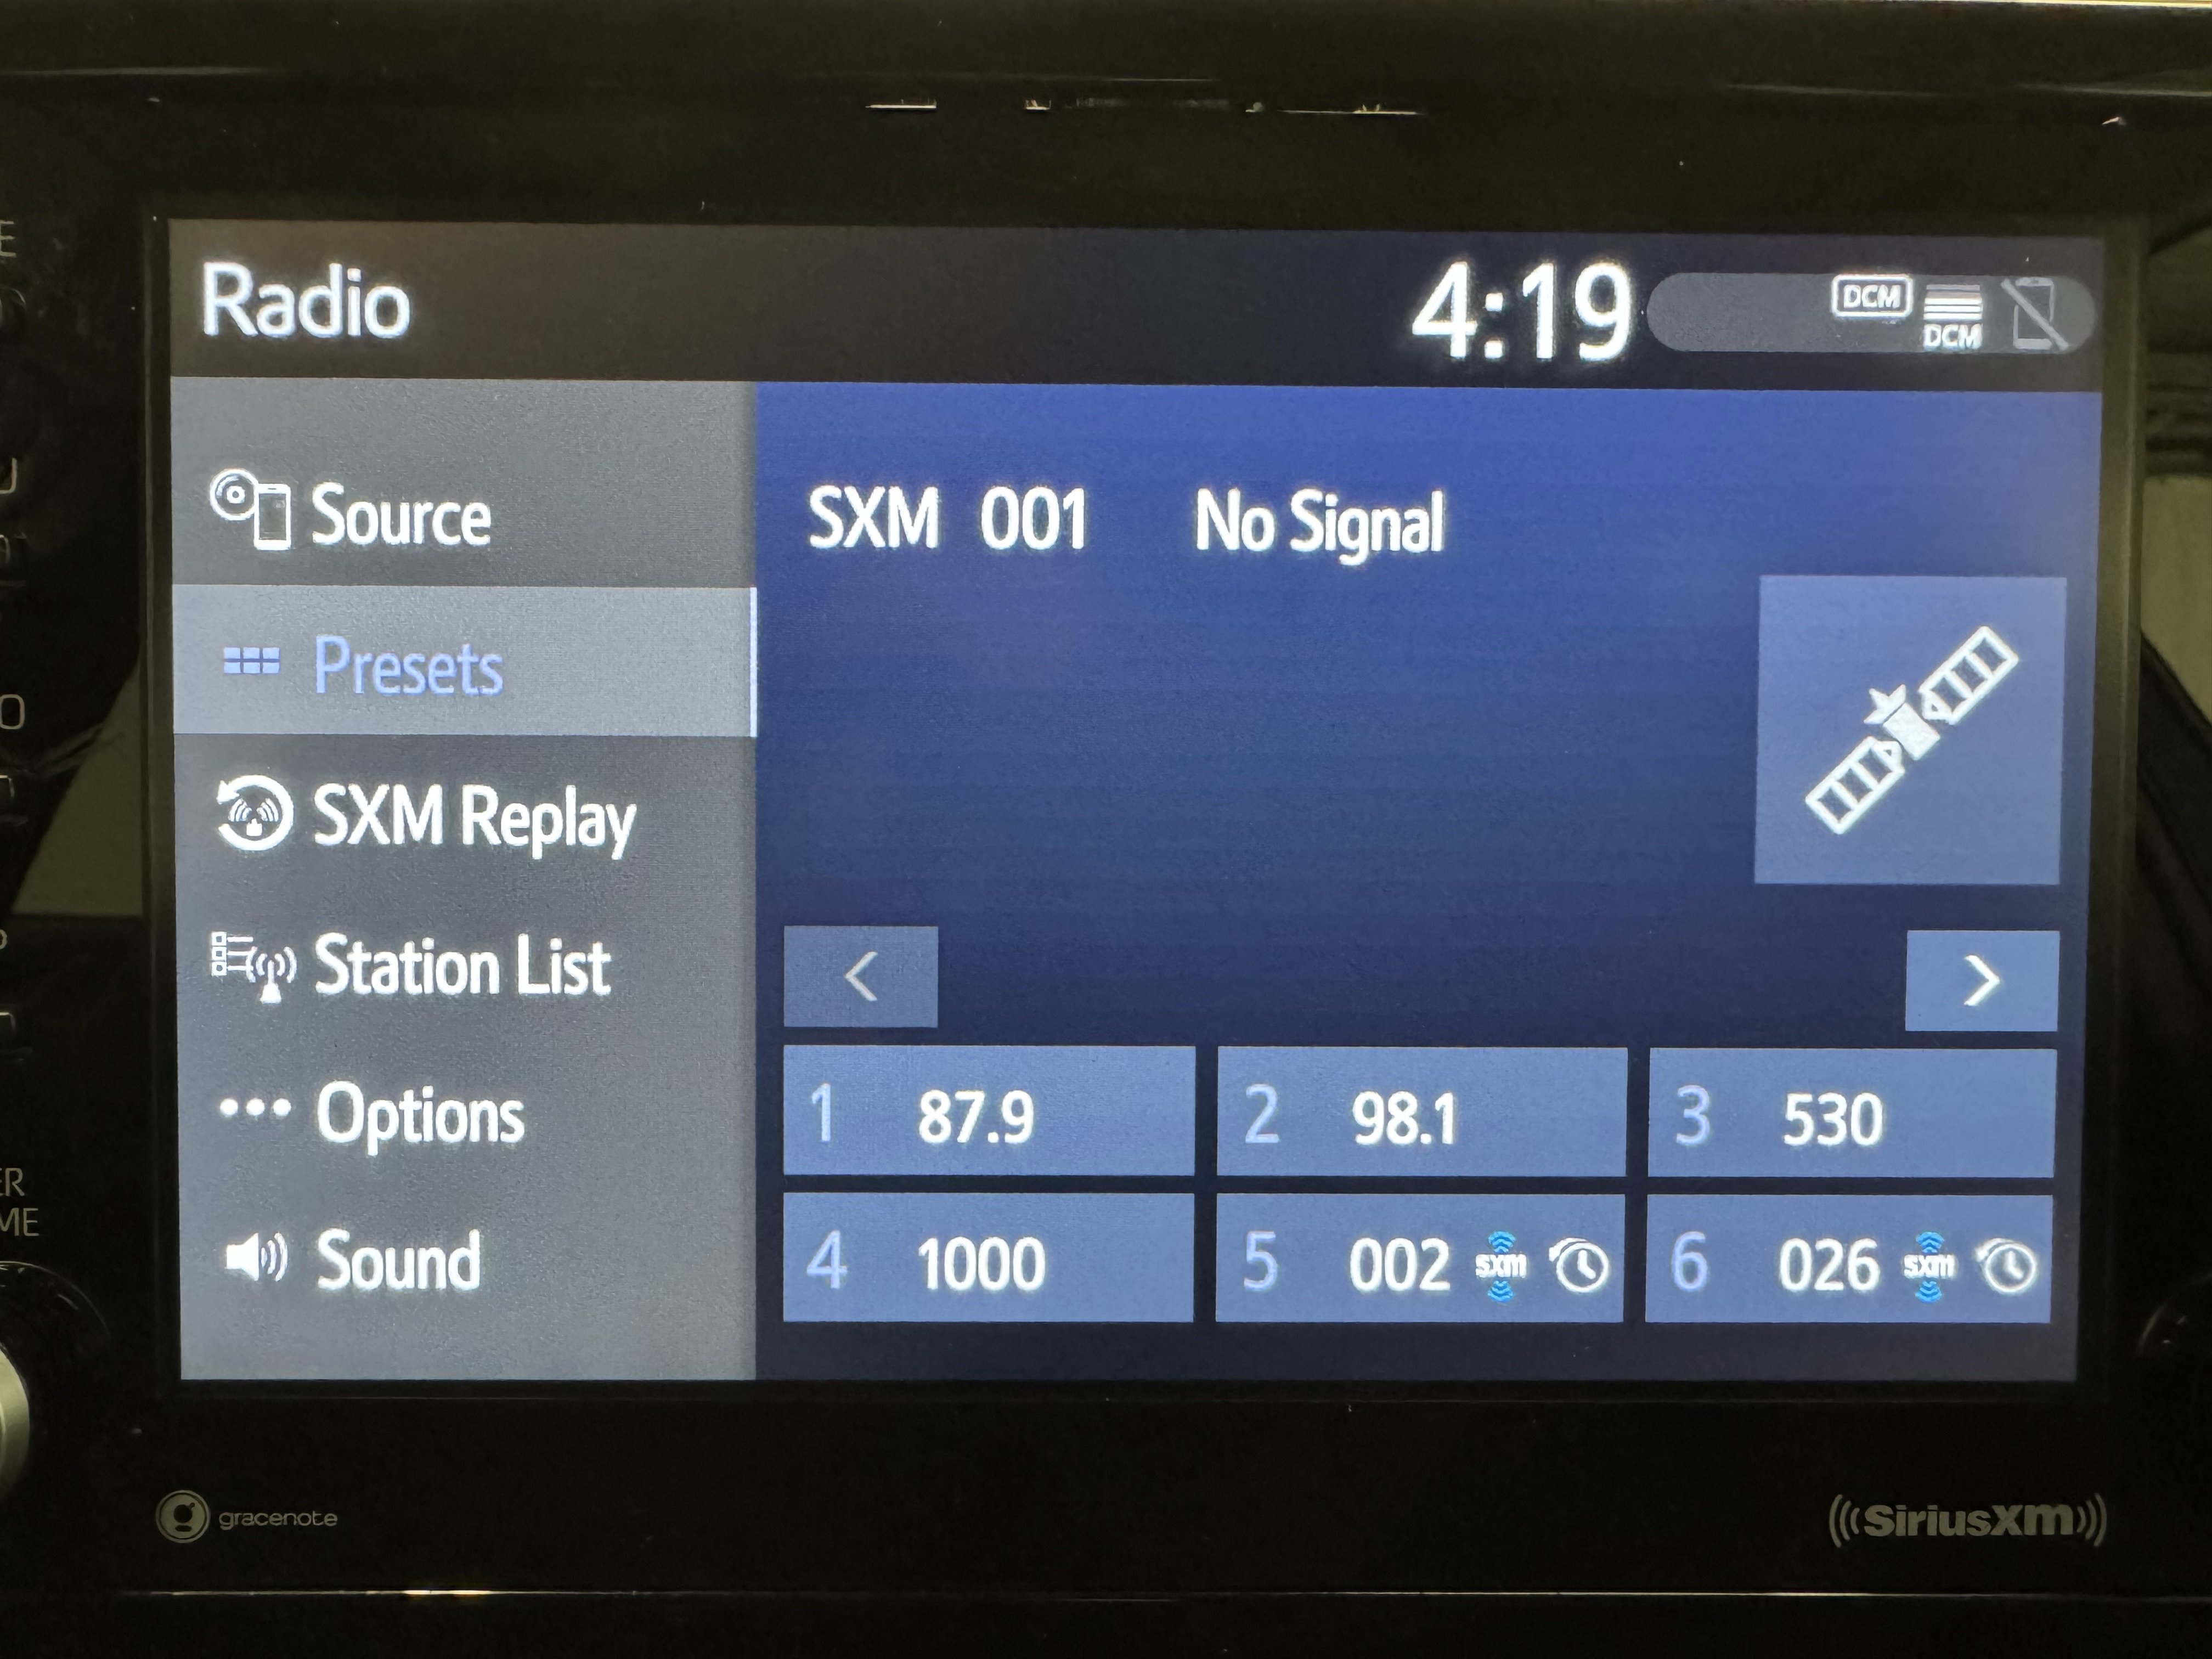 Radio
4:19
DCM
DCM
Source
Presets
SXM Replay
Station List
Options
Sound
SXM 001 No Signal
1 87.9
2 98.1
3 530
4 1000
5 002 sxm
6 026 sxm
gracenote
SiriusXM